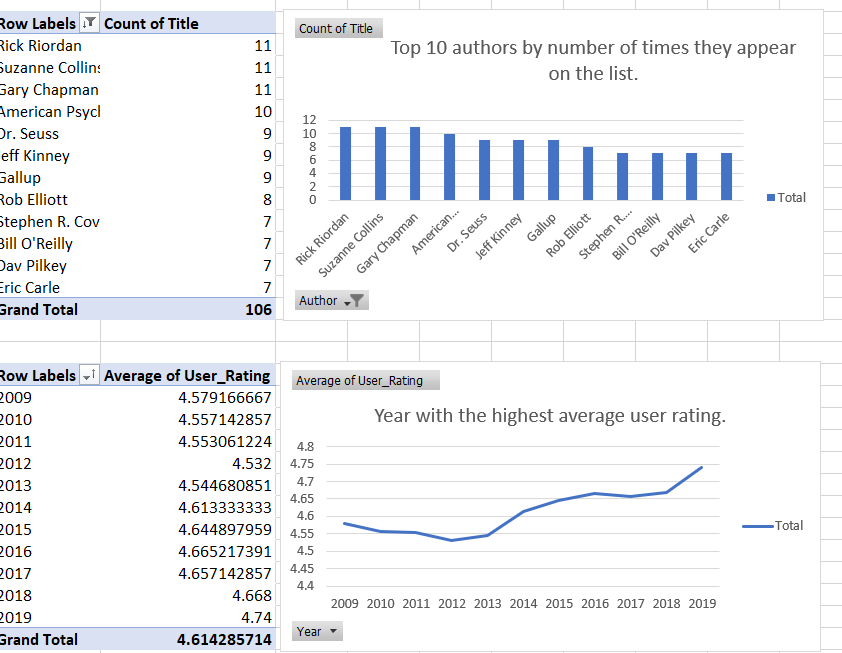 Row Labels Count of Title
Rick Riordan 11
Suzanne Collins 11
Gary Chapman 11
American Psych 10
Dr. Seuss 9
Jeff Kinney 9
Gallup 9
Rob Elliott 8
Stephen R. Cov 7
Bill O'Reilly 7
Dav Pilkey 7
Eric Carle 7
Grand Total 106
Count of Title
Top 10 authors by number of times they appear
on the list.
12
10
8
6
4
2
0
Rick Riordan
Suzanne Collins
Gary Chapman
American...
Dr. Seuss
Jeff Kinney
Gallup
Rob Elliott
Stephen R....
Bill O'Reilly
Dav Pilkey
Eric Carle
Total
Author
Row Labels Average of User_Rating
2009 4.579166667
2010 4.557142857
2011 4.553061224
2012 4.532
2013 4.544680851
2014 4.613333333
2015 4.644897959
2016 4.665217391
2017 4.657142857
2018 4.668
2019 4.74
Grand Total 4.614285714
Average of User_Rating
Year with the highest average user rating.
4.8
4.75
4.7
4.65
4.6
4.55
4.5
4.45
4.4
2009 2010 2011 2012 2013 2014 2015 2016 2017 2018 2019
Total
Year